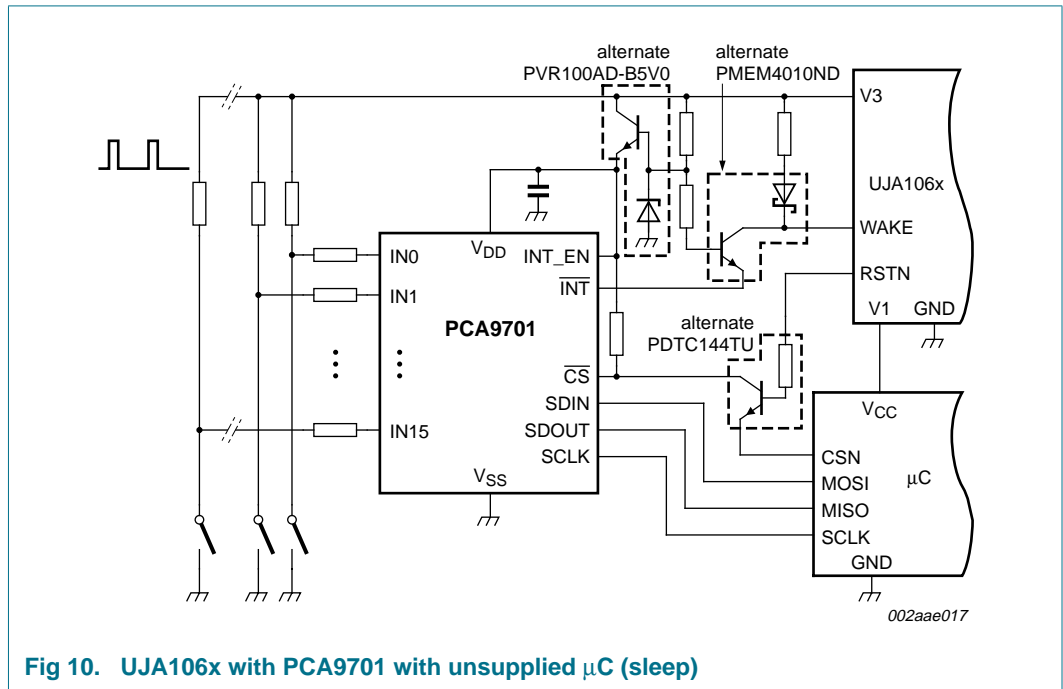 alternate
PVR100AD-B5V0
alternate
PMEM4010ND
V3
UJA106x
WAKE
RSTN
V1
GND
VDD
INT_EN
INT
IN0
IN1
PCA9701
alternate
PDTC144TU
CS
SDIN
SDOUT
SCLK
IN15
VSS
VCC
CSN
MOSI
MISO
SCLK
μC
GND
002aae017
Fig 10. UJA106x with PCA9701 with unsupplied μC (sleep)